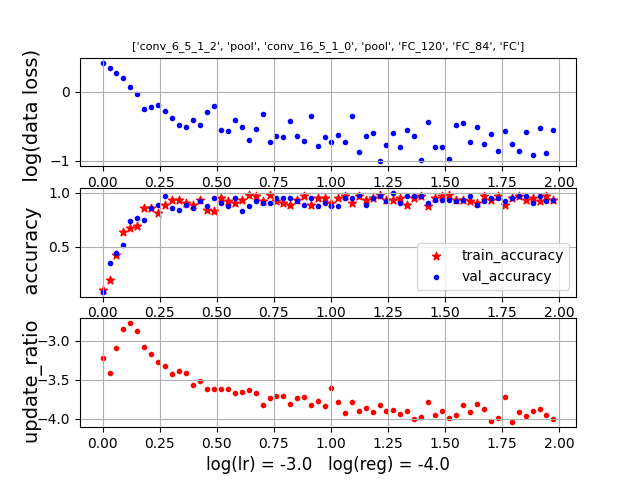 ['conv_6_5_1_2', 'pool', 'conv_16_5_1_0', 'pool', 'FC_120', 'FC_84', 'FC']
log(data loss)
0
−1
0.00 0.25 0.50 0.75 1.00 1.25 1.50 1.75 2.00
accuracy
1.0
0.5
train_accuracy
val_accuracy
0.00 0.25 0.50 0.75 1.00 1.25 1.50 1.75 2.00
update_ratio
−3.0
−3.5
−4.0
0.00 0.25 0.50 0.75 1.00 1.25 1.50 1.75 2.00
log(lr) = -3.0 log(reg) = -4.0